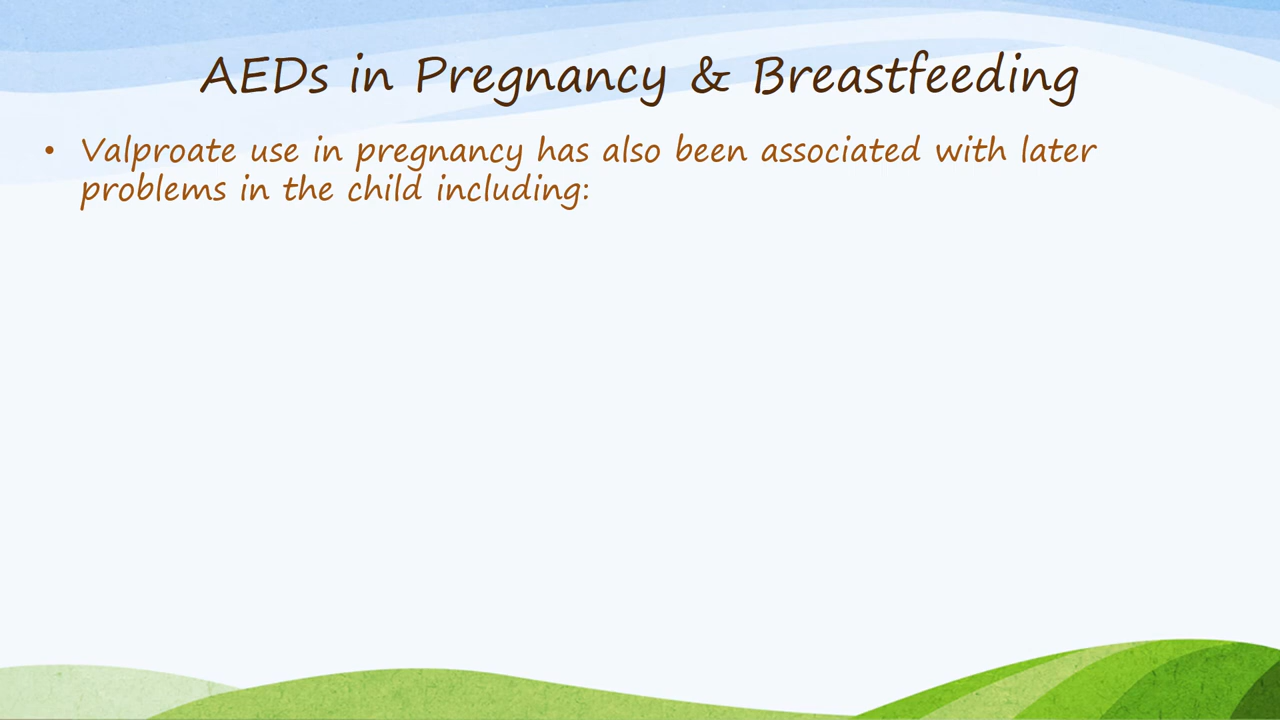 AEDs in Pregnancy & Breastfeeding
• Valproate use in pregnancy has also been associated with later
problems in the child including: